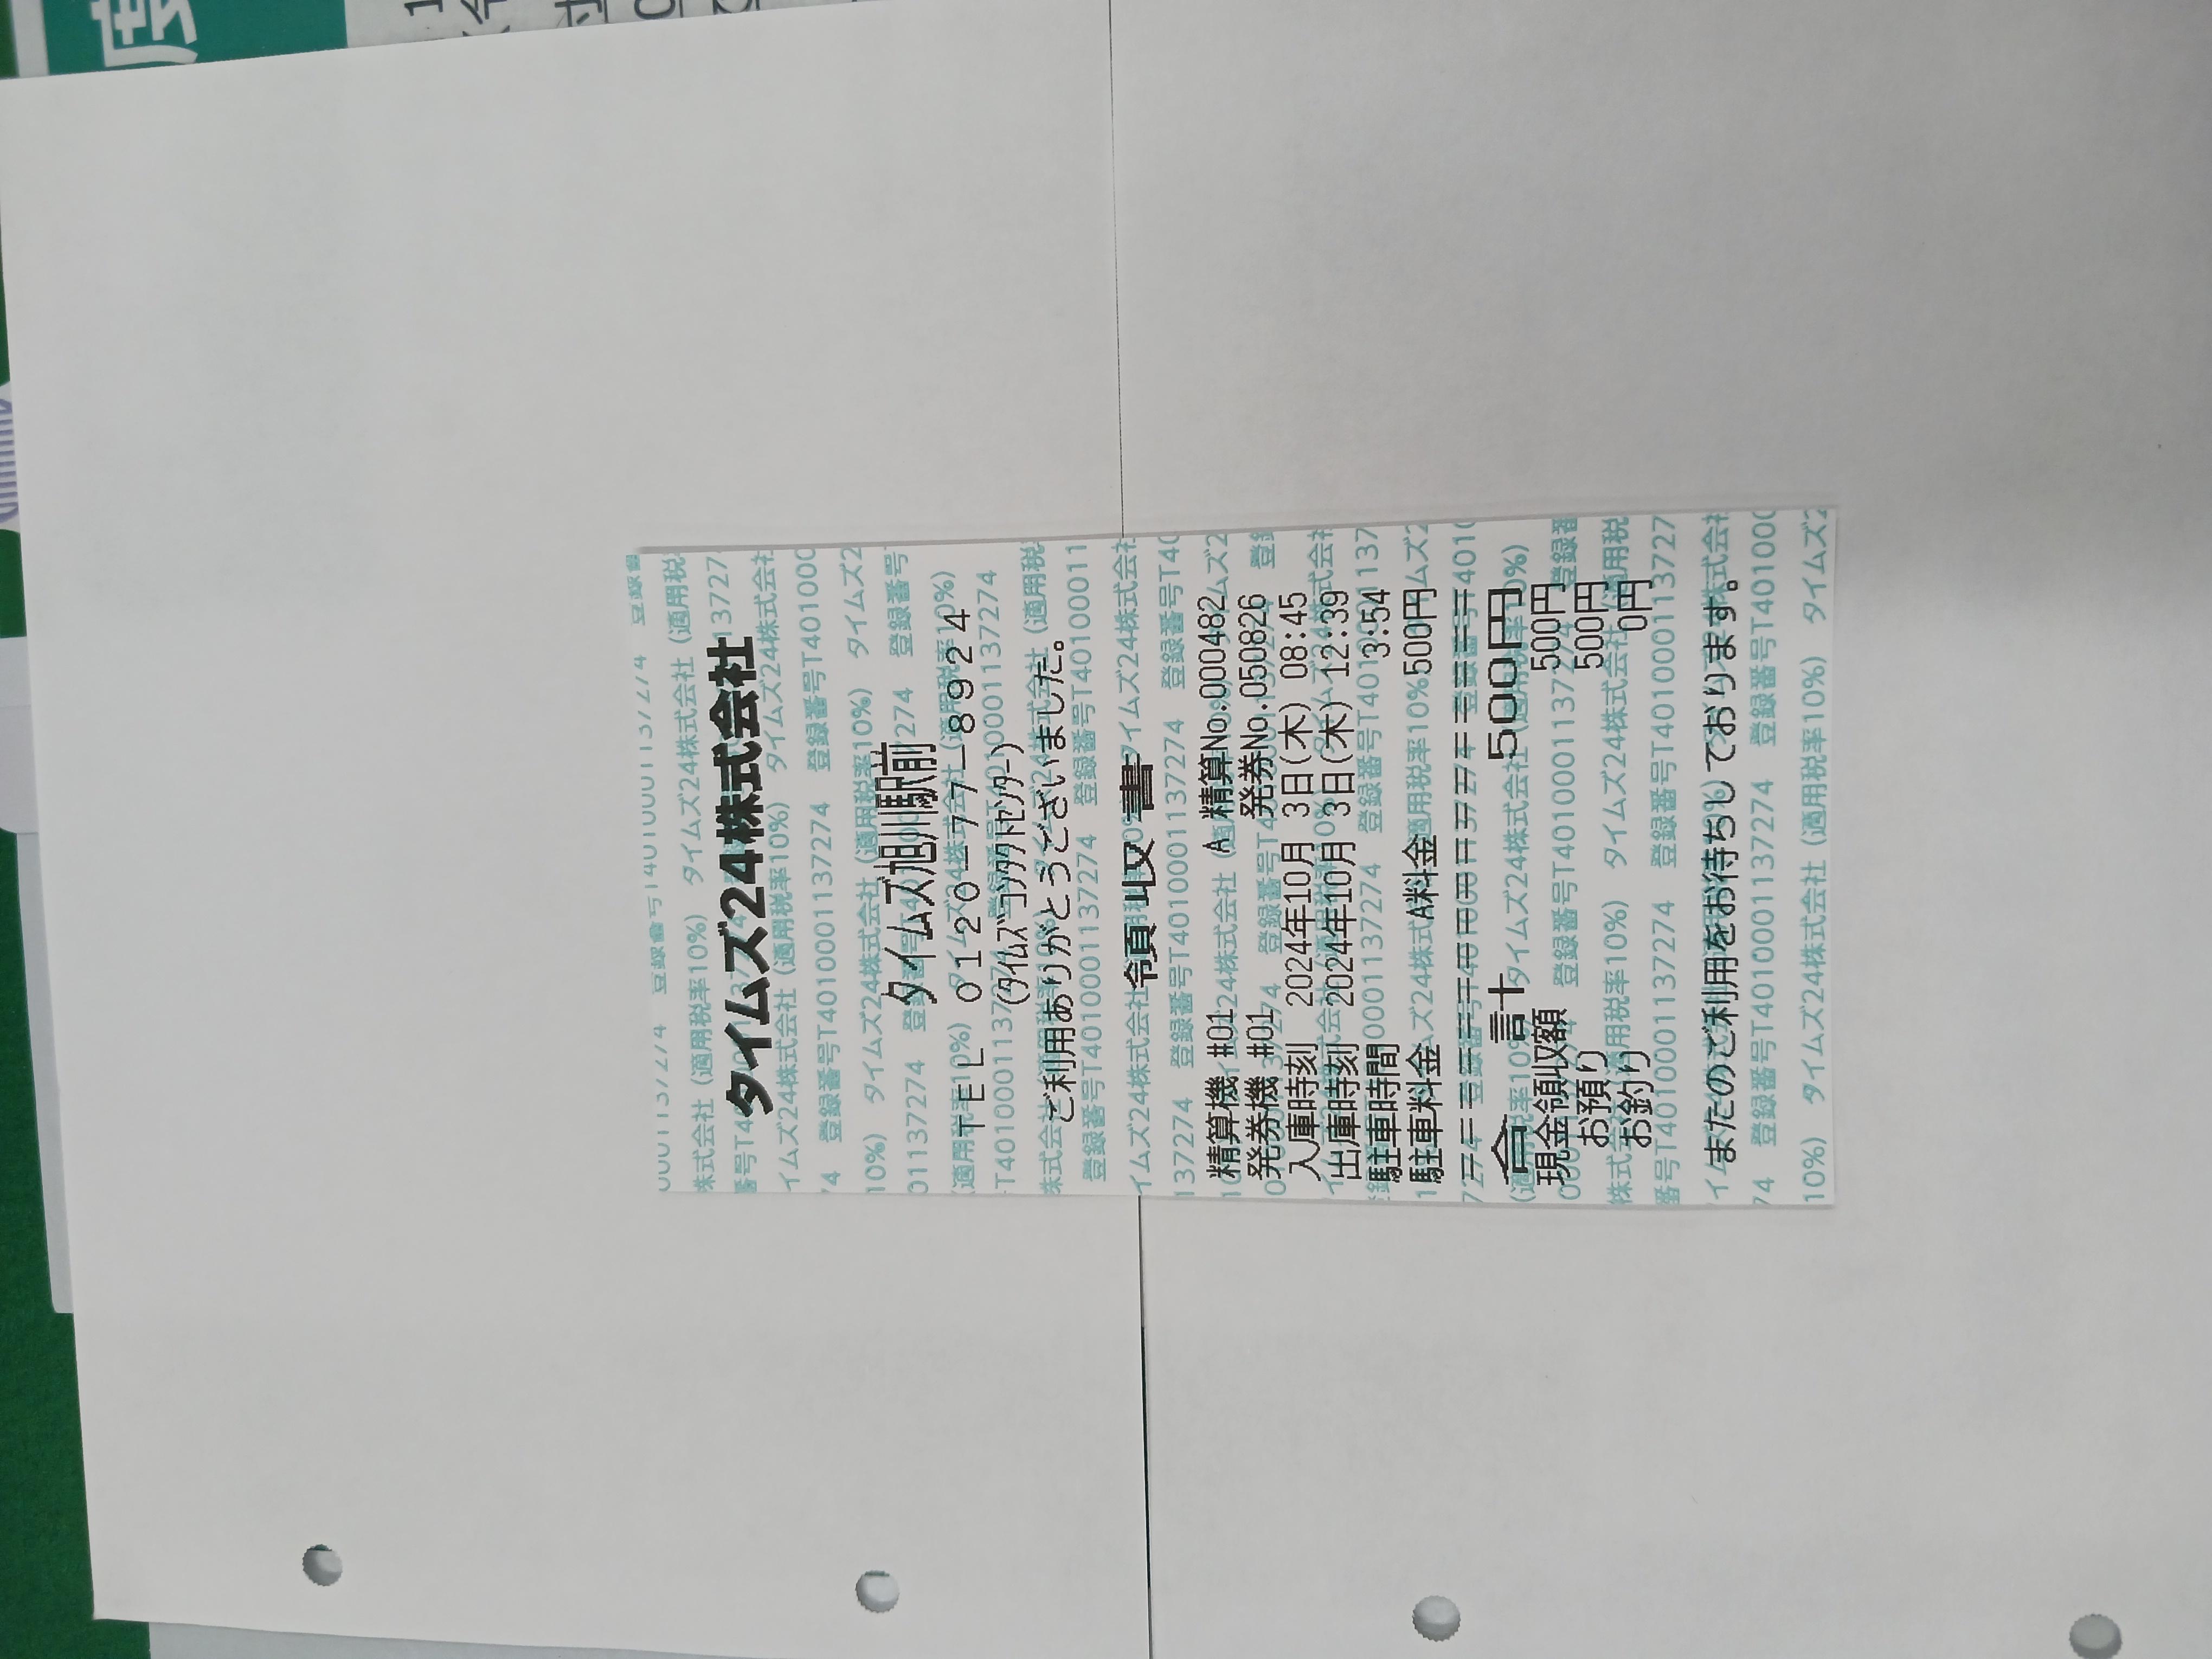 タイムズ24株式会社
タイムズ旭川駅前
TEL 0120-77-8924
(タイムズコンタクトセンター)
ご利用ありがとうございました。
領収書
精算機 #01 A 精算No.000482
発券機 #01 発券No.050826
入庫時刻 2024年10月 3日(木) 08:45
出庫時刻 2024年10月 3日(木) 12:39
駐車時間 3:54
駐車料金 A料金 500円
合計 500円
現金領収額 500円
お預り 500円
お釣り 0円
またのご利用をお待ちしております。
タイムズ24株式会社 (適用税率10%)
登録番号T4010001137274